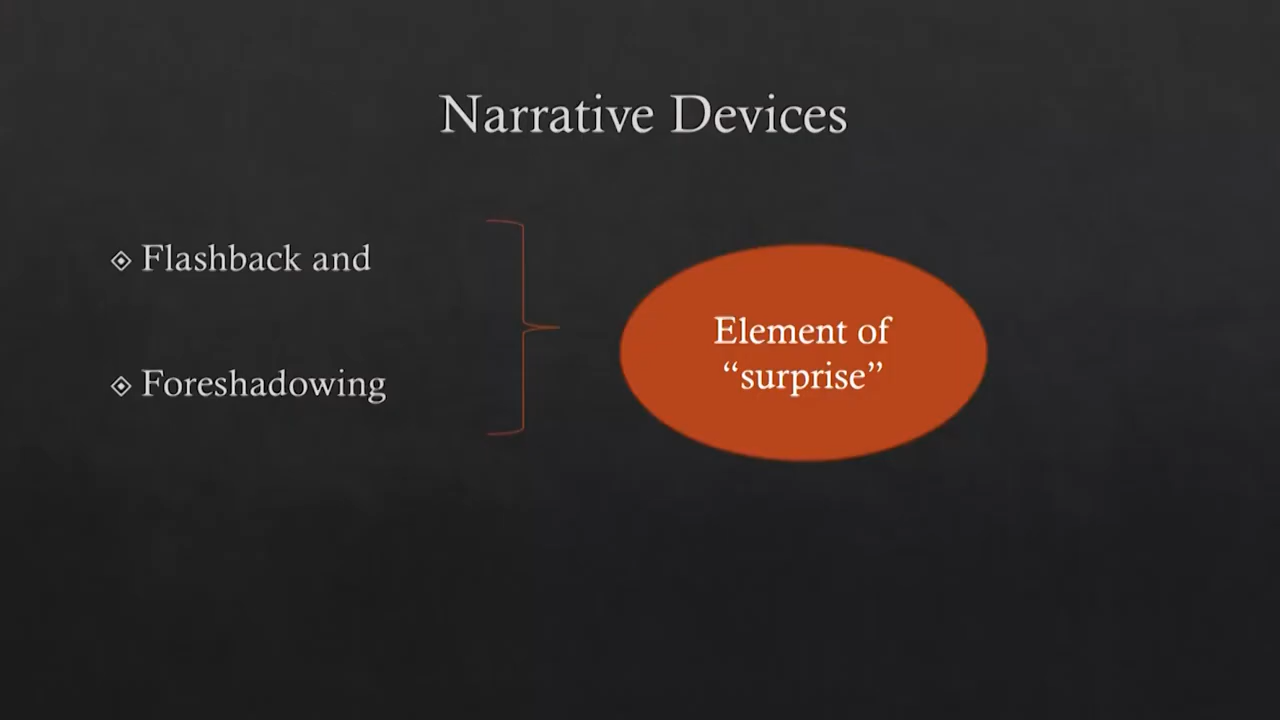 Narrative Devices
Flashback and
Foreshadowing
Element of
“surprise”